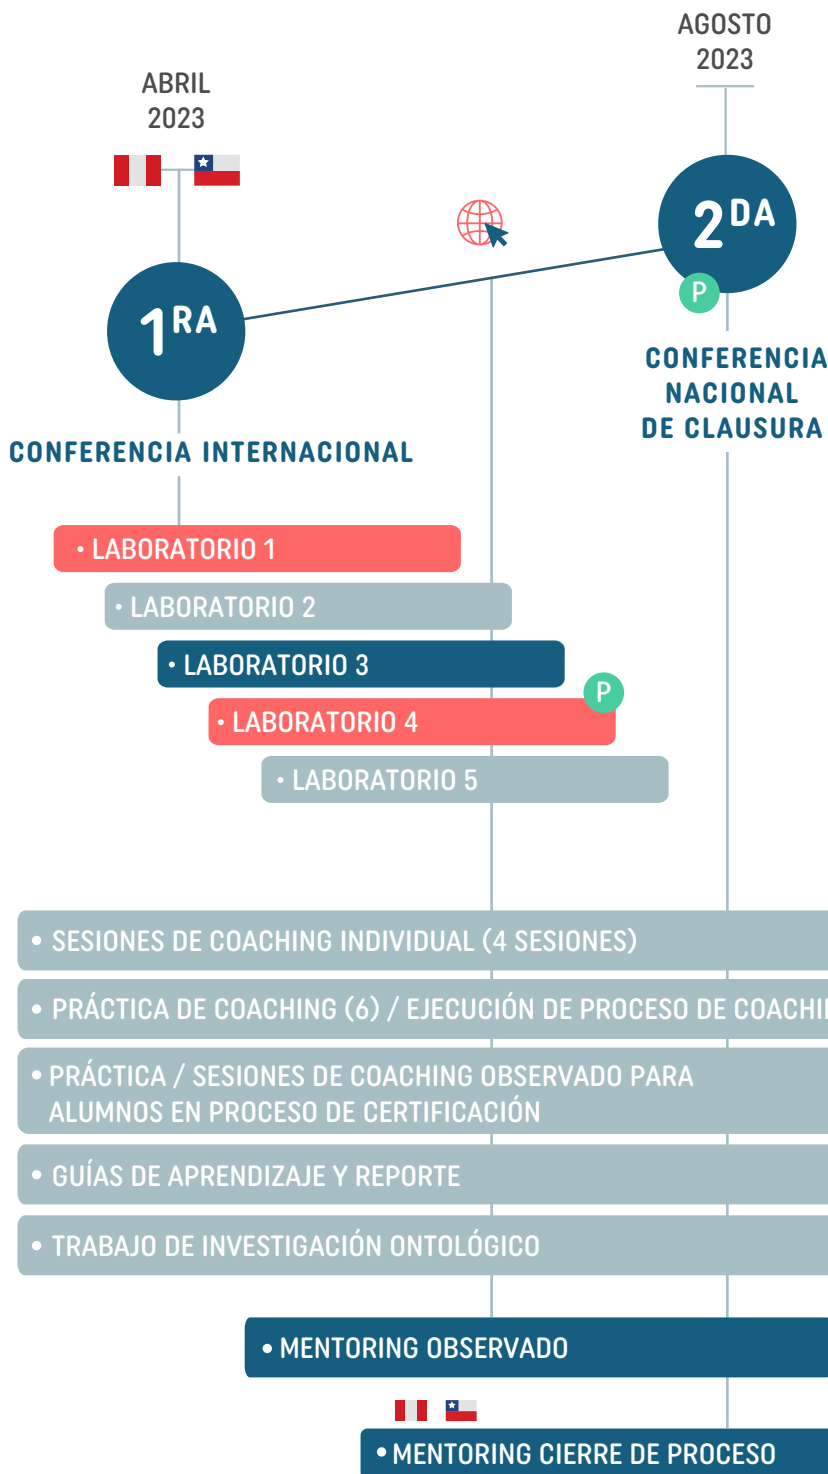 AGOSTO
2023
ABRIL
2023
2DA
P
1RA
CONFERENCIA
NACIONAL
DE CLAUSURA
CONFERENCIA INTERNACIONAL
• LABORATORIO 1
• LABORATORIO 2
• LABORATORIO 3
P
• LABORATORIO 4
• LABORATORIO 5
• SESIONES DE COACHING INDIVIDUAL (4 SESIONES)
• PRÁCTICA DE COACHING (6) / EJECUCIÓN DE PROCESO DE
• PRÁCTICA / SESIONES DE COACHING OBSERVADO PARA
ALUMNOS EN PROCESO DE CERTIFICACIÓN
• GUÍAS DE APRENDIZAJE Y REPORTE
• TRABAJO DE INVESTIGACIÓN ONTOLÓGICO
• MENTORING OBSERVADO
• MENTORING CIERRE DE PROCESO